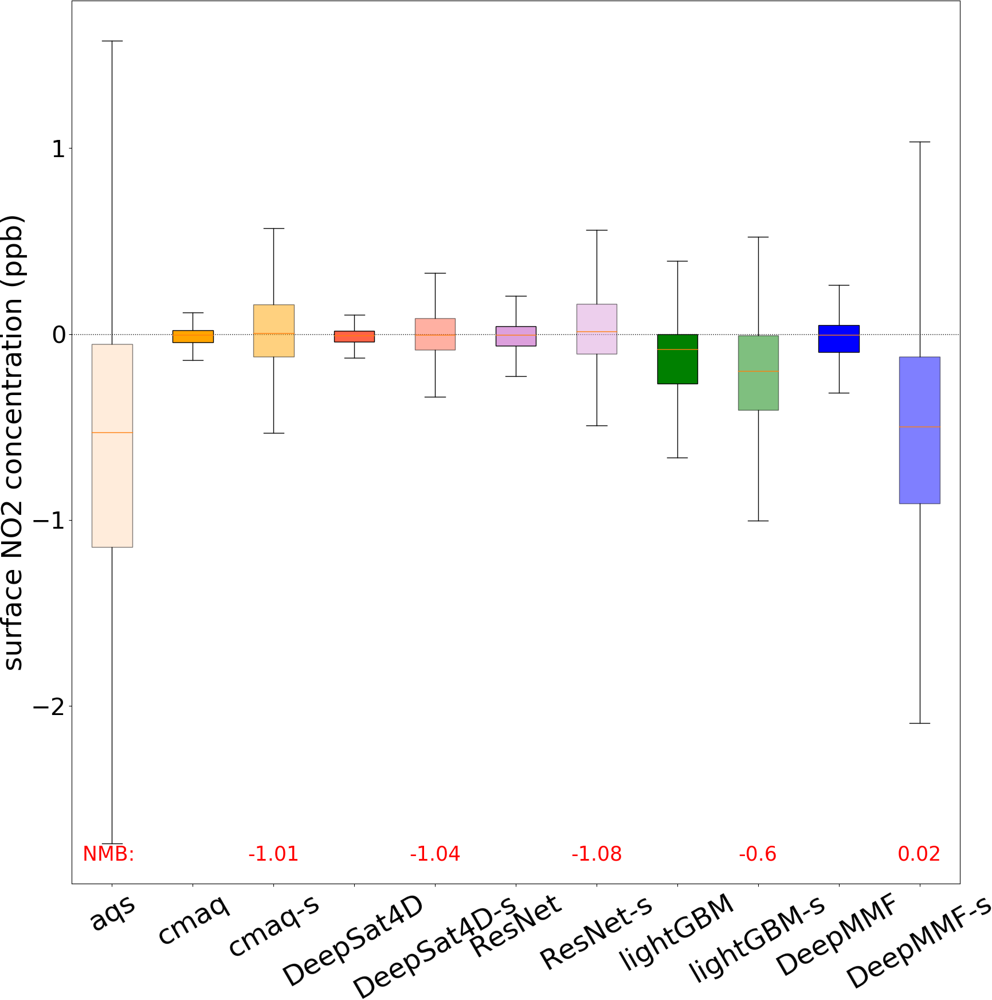 surface NO2 concentration (ppb)
1
0
−1
−2
NMB: -1.01 -1.04 -1.08 -0.6 0.02
aqs cmaq cmaq-s DeepSat4D DeepSat4D-s ResNet ResNet-s lightGBM lightGBM-s DeepMMF DeepMMF-s